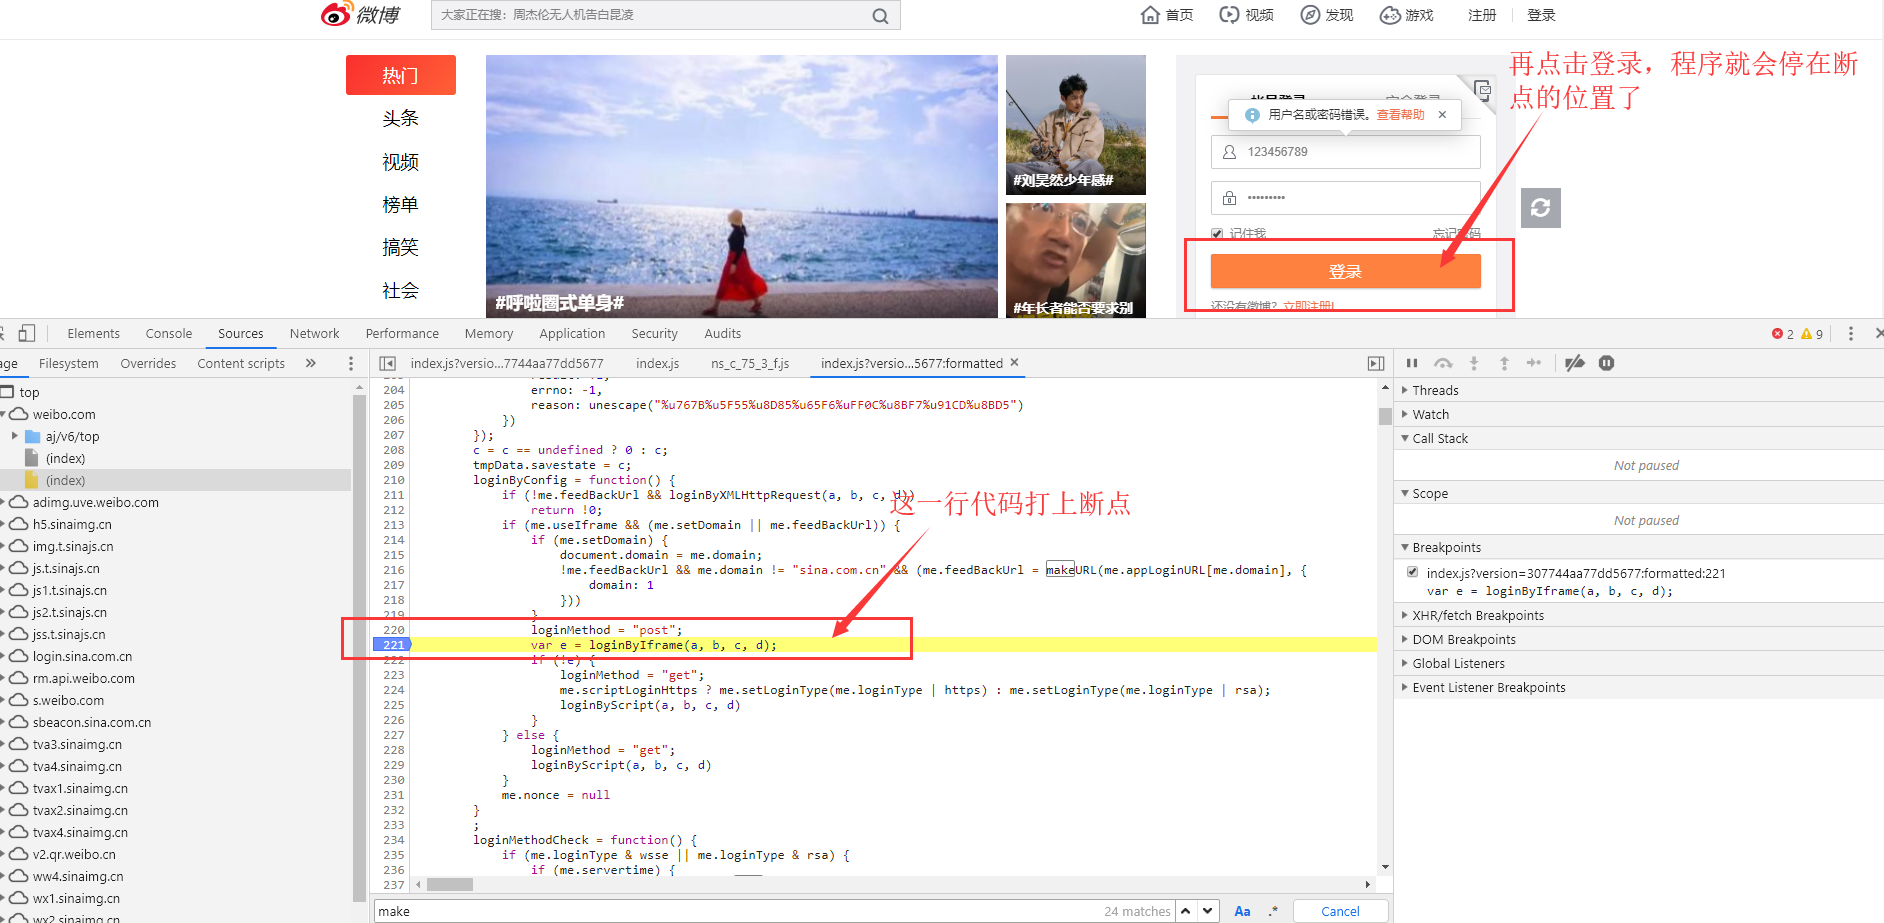 微博
大家正在搜：周杰伦无人机告白昆凌
首页
视频
发现
游戏
注册
登录
热门
头条
视频
榜单
搞笑
社会
#呼啦圈式单身#
#刘昊然少年感#
#年长者能否要求别
用户名或密码错误。查看帮助
123456789
•••••••••
记住我
登录
还没有微博？立即注册!
再点击登录，程序就会停在断
点的位置了
Elements Console Sources Network Performance Memory Application Security Audits
2 9
age Filesystem Overrides Content scripts »
index.js?versio...7744aa77dd5677 index.js ns_c_75_3_f.js index.js?versio...5677:formatted ×
top
weibo.com
aj/v6/top
(index)
(index)
adimg.uve.weibo.com
h5.sinaimg.cn
img.t.sinajs.cn
js.t.sinajs.cn
js1.t.sinajs.cn
js2.t.sinajs.cn
jss.t.sinajs.cn
login.sina.com.cn
rm.api.weibo.com
s.weibo.com
sbeacon.sina.com.cn
tva3.sinaimg.cn
tva4.sinaimg.cn
tvax1.sinaimg.cn
tvax2.sinaimg.cn
tvax4.sinaimg.cn
v2.qr.weibo.cn
ww4.sinaimg.cn
wx1.sinaimg.cn
wx2.sinaimg.cn
204 errno: -1,
205 reason: unescape("%u767B%u5F55%u8D85%u65F6%uFF0C%u8BF7%u91CD%u8BD5")
206 })
207 });
208 c = c == undefined ? 0 : c;
209 tmpData.savestate = c;
210 loginByConfig = function() {
211 if (!me.feedBackUrl && loginByXMLHttpRequest(a, b, c, d))
212 return !0;
213 if (me.useIframe && (me.setDomain || me.feedBackUrl)) {
214 if (me.setDomain) {
215 document.domain = me.domain;
216 !me.feedBackUrl && me.domain != "sina.com.cn" && (me.feedBackUrl = makeURL(me.appLoginURL[me.domain], {
217 domain: 1
218 }))
219 }
220 loginMethod = "post";
221 var e = loginByIframe(a, b, c, d);
222 if (!e) {
223 loginMethod = "get";
224 me.scriptLoginHttps ? me.setLoginType(me.loginType | https) : me.setLoginType(me.loginType | rsa);
225 loginByScript(a, b, c, d)
226 }
227 } else {
228 loginMethod = "get";
229 loginByScript(a, b, c, d)
230 }
231 me.nonce = null
232 }
233 ;
234 loginMethodCheck = function() {
235 if (me.loginType & wsse || me.loginType & rsa) {
236 if (me.servertime) {
237
这一行代码打上断点
make
24 matches
Aa .* Cancel
Threads
Watch
Call Stack
Not paused
Scope
Not paused
Breakpoints
index.js?version=307744aa77dd5677:formatted:221
var e = loginByIframe(a, b, c, d);
XHR/fetch Breakpoints
DOM Breakpoints
Global Listeners
Event Listener Breakpoints